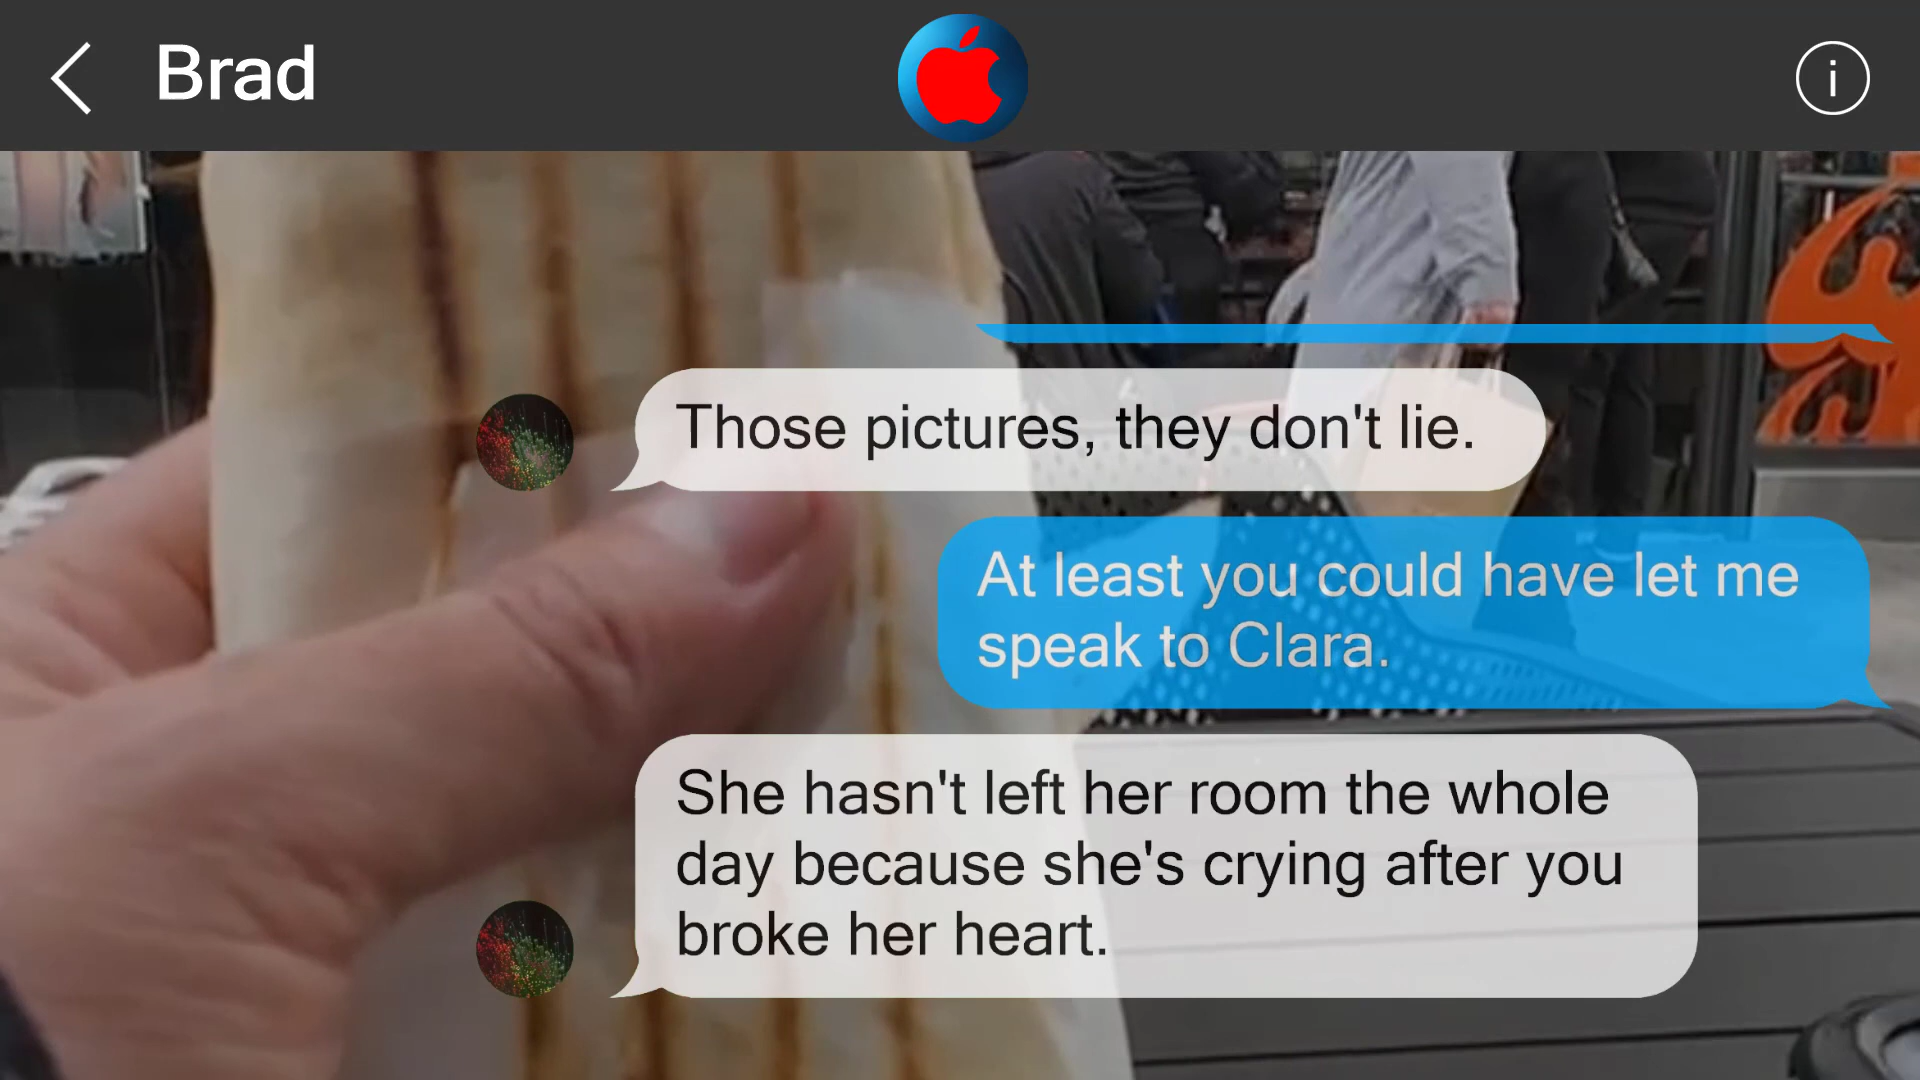 Brad
Those pictures, they don't lie.
At least you could have let me
speak to Clara.
She hasn't left her room the whole
day because she's crying after you
broke her heart.